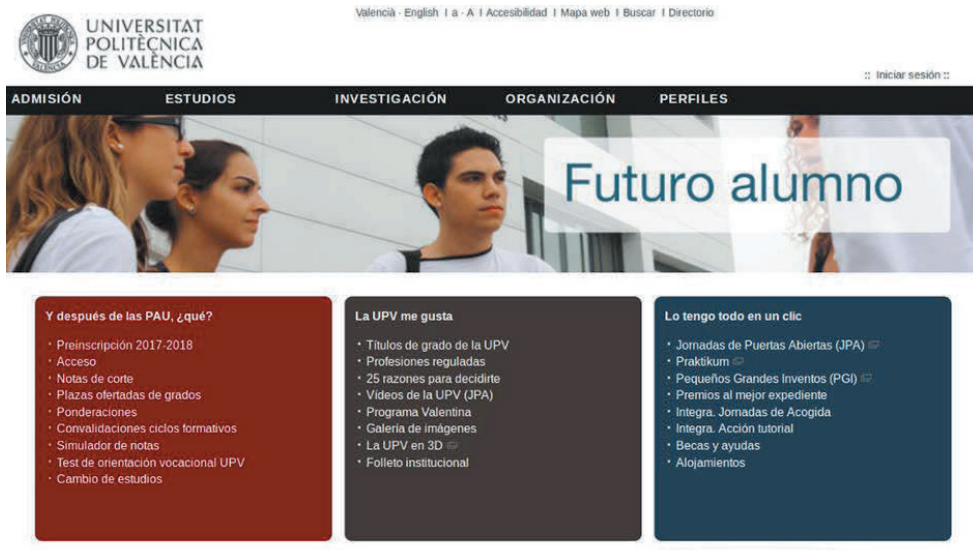 Valencià · English I a · A I Accesibilidad I Mapa web I Buscar I Directorio
UNIVERSITAT
POLITÈCNICA
DE VALÈNCIA
:: Iniciar sesión ::
ADMISIÓN ESTUDIOS INVESTIGACIÓN ORGANIZACIÓN PERFILES
Futuro alumno
Y después de las PAU, ¿qué?
· Preinscripción 2017-2018
· Acceso
· Notas de corte
· Plazas ofertadas de grados
· Ponderaciones
· Convalidaciones ciclos formativos
· Simulador de notas
· Test de orientación vocacional UPV
· Cambio de estudios
La UPV me gusta
· Títulos de grado de la UPV
· Profesiones reguladas
· 25 razones para decidirte
· Vídeos de la UPV (JPA)
· Programa Valentina
· Galería de imágenes
· La UPV en 3D
· Folleto institucional
Lo tengo todo en un clic
· Jornadas de Puertas Abiertas (JPA)
· Praktikum
· Pequeños Grandes Inventos (PGI)
· Premios al mejor expediente
· Integra. Jornadas de Acogida
· Integra. Acción tutorial
· Becas y ayudas
· Alojamientos